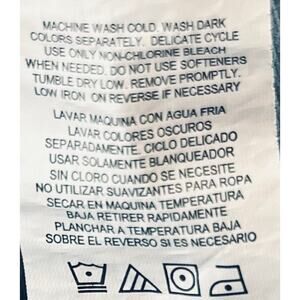 MACHINE WASH COLD. WASH DARK
COLORS SEPARATELY. DELICATE CYCLE
USE ONLY NON-CHLORINE BLEACH
WHEN NEEDED. DO NOT USE SOFTENERS
TUMBLE DRY LOW. REMOVE PROMPTLY.
LOW IRON ON REVERSE IF NECESSARY
LAVAR MAQUINA CON AGUA FRIA
LAVAR COLORES OSCUROS
SEPARADAMENTE. CICLO DELICADO
USAR SOLAMENTE BLANQUEADOR
SIN CLORO CUANDO SE NECESITE
NO UTILIZAR SUAVIZANTES PARA ROPA
SECAR EN MAQUINA TEMPERATURA
BAJA RETIRER RAPIDAMENTE
PLANCHAR A TEMPERATURA BAJA
SOBRE EL REVERSO SI ES NECESARIO